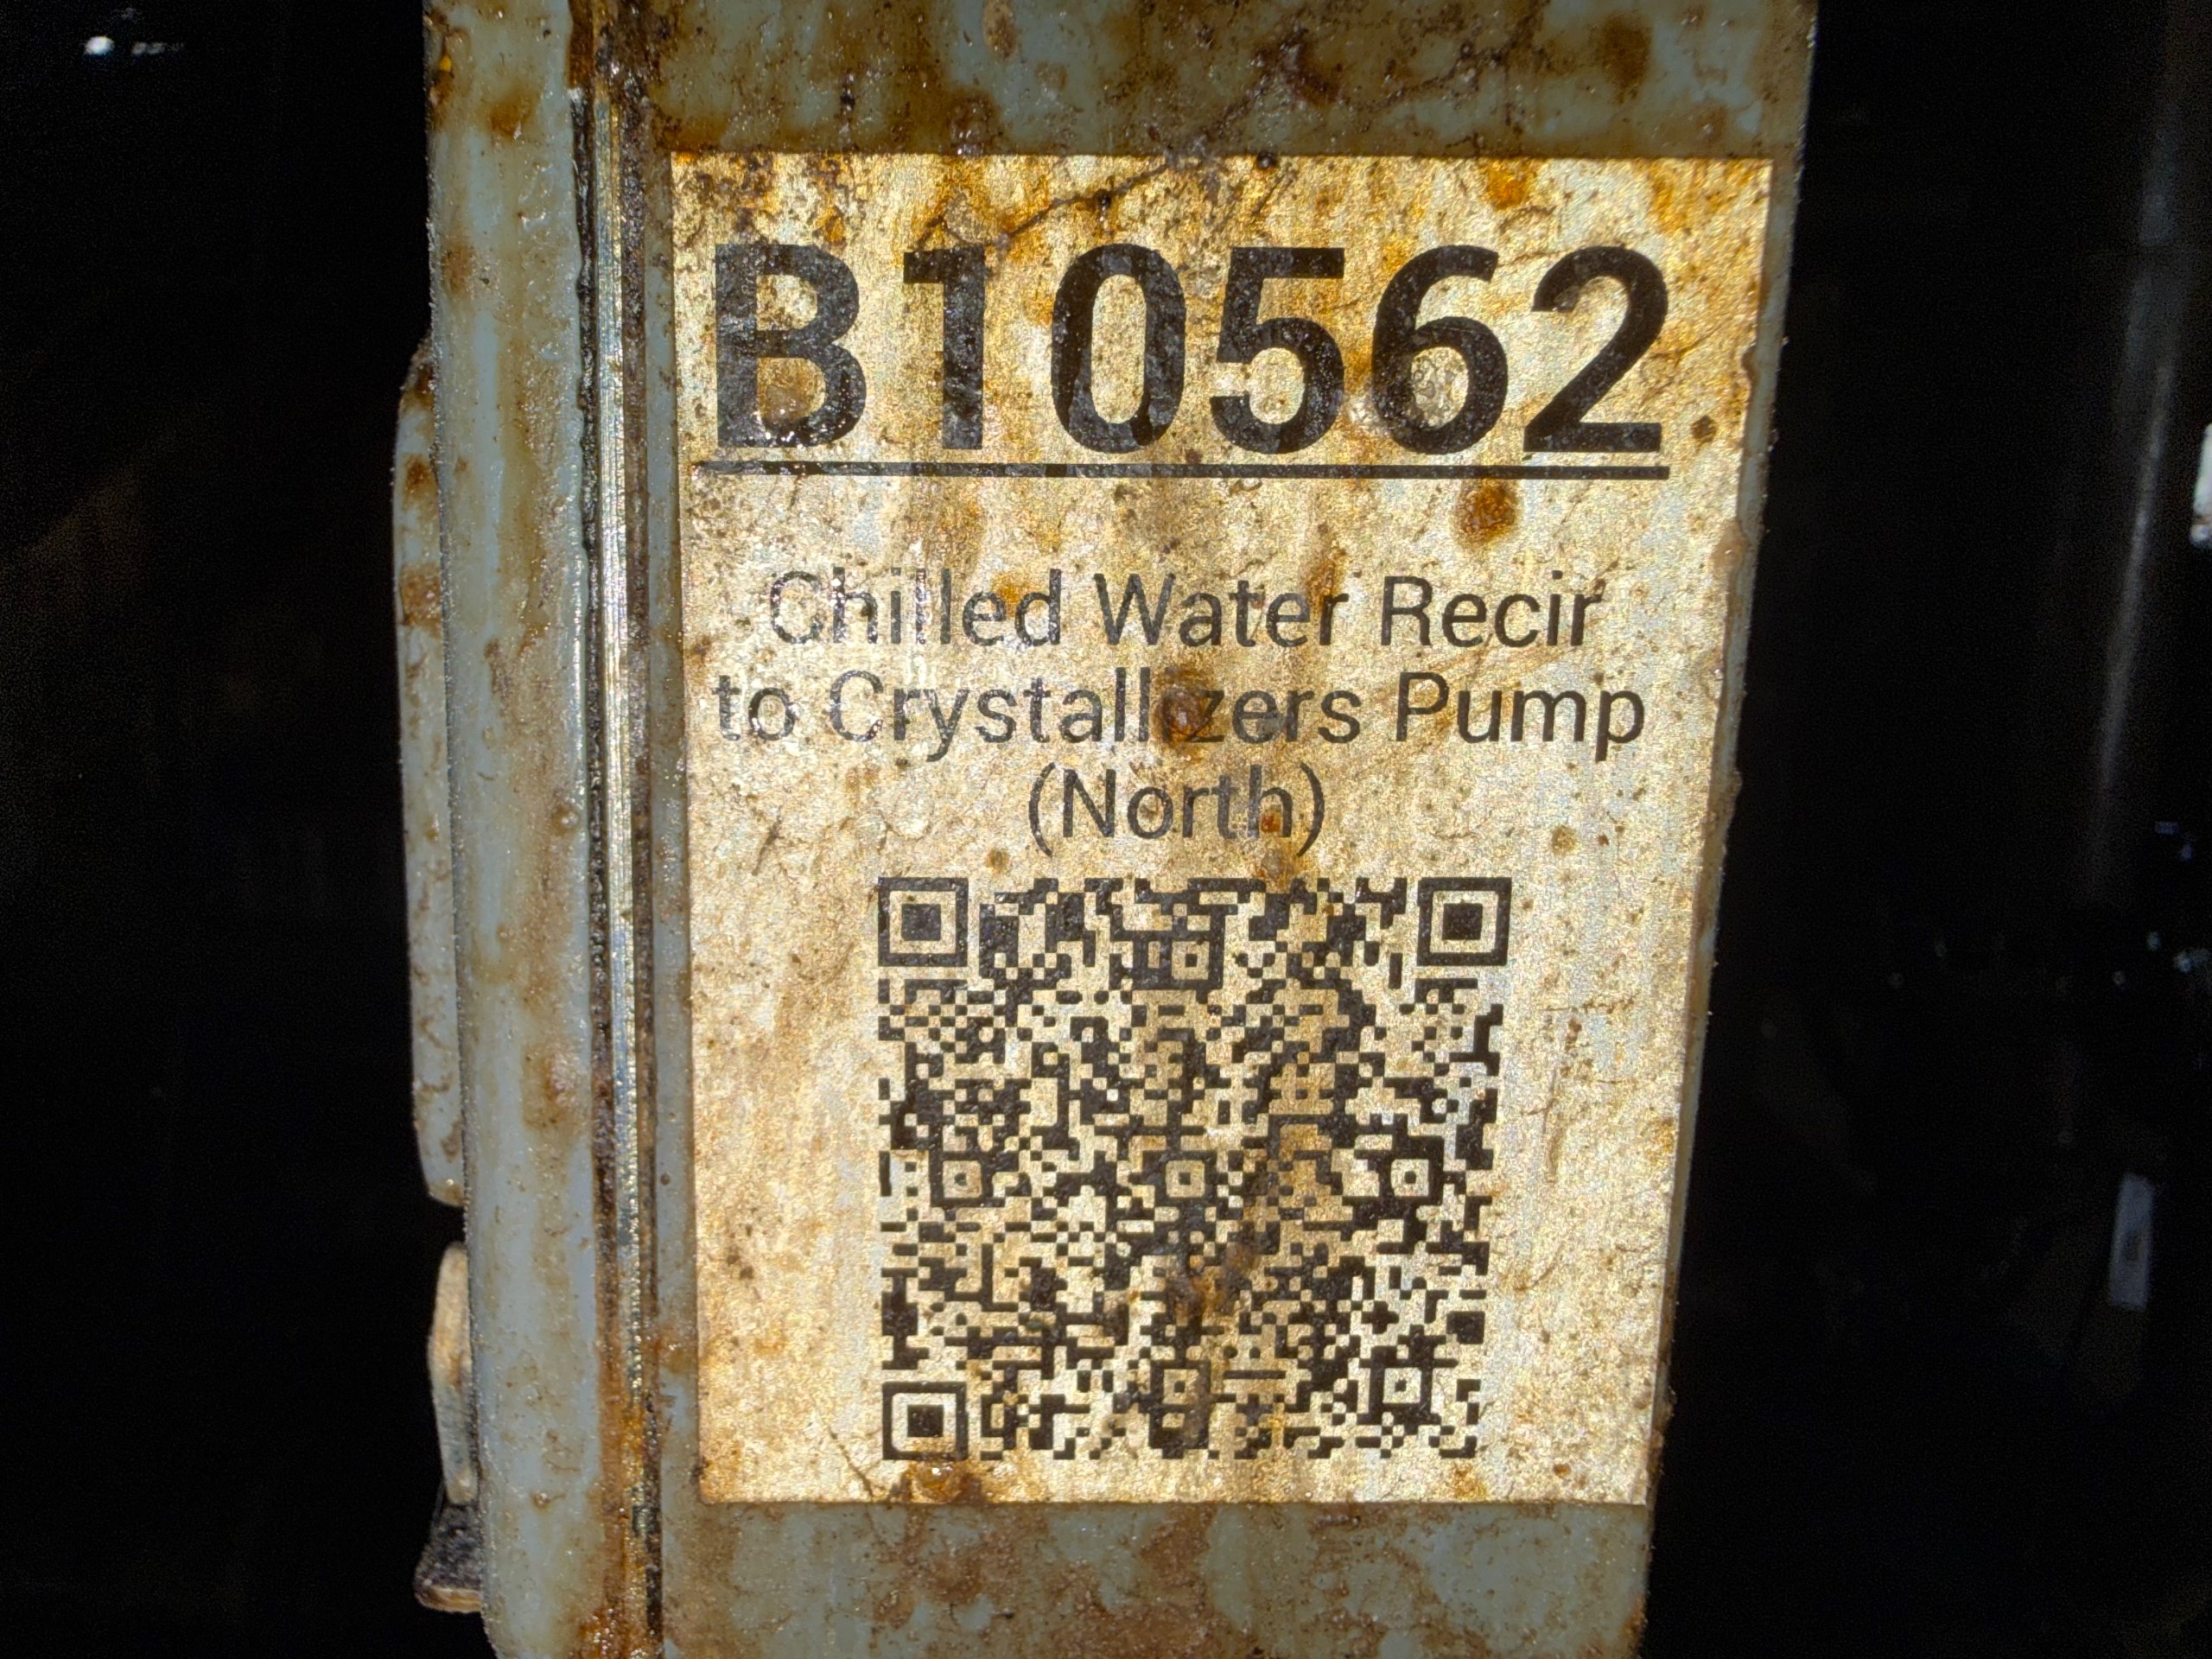 B10562
Chilled Water Recir
to Crystallizers Pump
(North)